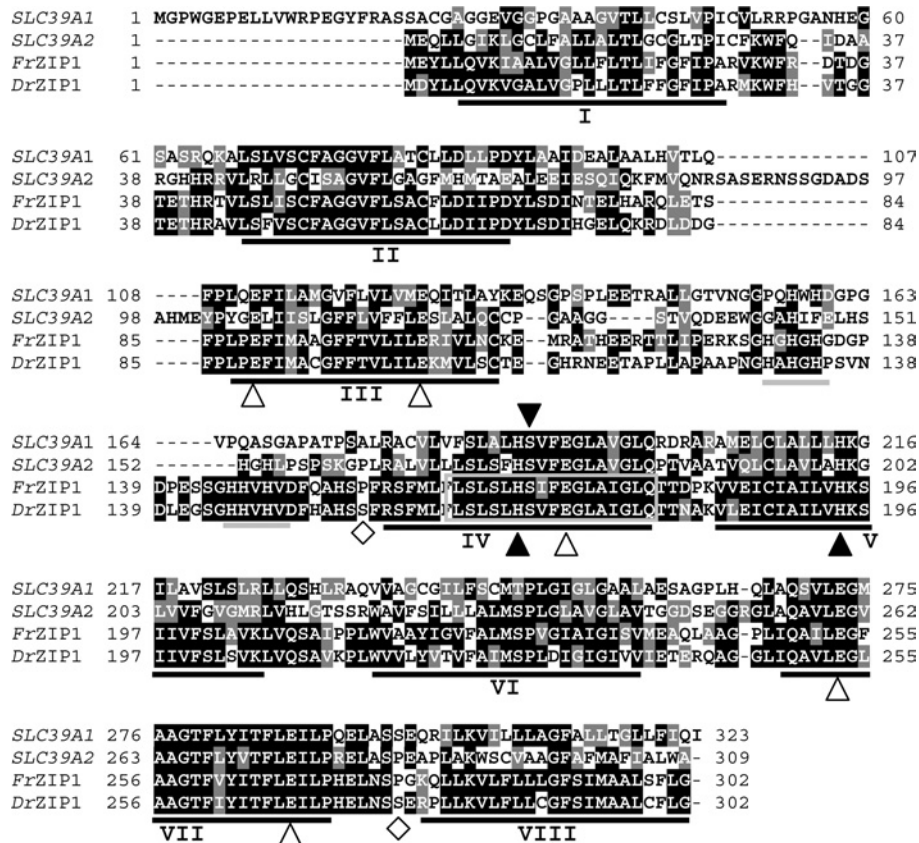 SLC39A1 1 MGPWGEPELLVWRPEGYFRASSACGAGGEVGGPGAAAGVTLLCSLVPICVLRRPGANHEG 60
SLC39A2 1 ---------------------MEQLLGIKLGCLFALLALTLGCGLTPICFKWFQ--IDAA 37
FrZIP1 1 ---------------------MEYLLQVKIAALVGLLFLTLIFGFIPARMKWFR--DTDG 37
DrZIP1 1 ---------------------MDYLLQVKVGALVGPLLLTLFFGFIPARMKWFH--VTGG 37
I
SLC39A1 61 SASRQKALSLVSCFAGGVFLATCLLDLLPDYLAAIDEALAALHVTLQ------------- 107
SLC39A2 38 RGHHRRVLRLLGCISAGVFLGAGFMHMTAEALEEIESQIQKFMVQNRSASERNSSGDADS 97
FrZIP1 38 TETHRTVLSLISCFAGGVFLSACFLDIIPDYLSDINTELHARQLETS------------- 84
DrZIP1 38 TETHRAVLSFVSCFAGGVFLSACLLDIIPDYLSDIHGELQKRDLDDG------------- 84
II
SLC39A1 108 ----FPLQEFILAMGVFLVLVMEQITLAYKEQSGPSPLEETRALLGTVNGGPQHWHDGPG 163
SLC39A2 98 AHMEYPYGELIISLGFFLVFFLESLALQCCP--GAAGG----STVQDEEWGGAHIFELHS 151
FrZIP1 85 ----FPLPEFIMAAGFFTVLILERIVLNCKE--MRATHEERTTLIPERKSGHGHGHGDGP 138
DrZIP1 85 ----FPLPEFIMACGFFTVLILEKMVLSCTE--GHRNEETAPLLAPAAPNGHAHGHPSVN 138
III
SLC39A1 164 -----VPQASGAPATPSALRACVLVFSLALHSVFEGLAVGLQRDRARAMELCLALLLHKG 216
SLC39A2 152 -------HGHLPSPSKGPLRALVLLLSLSFHSVFEGLAVGLQPTVAATVQLCLAVLAHKG 202
FrZIP1 139 DPESSGHHVHVDFQAHSPFRSFMLFLSLSLHSIFEGLAIGLQTTDPKVVEICIAILVHKS 196
DrZIP1 139 DLEGSGHHVHVDFHAHSSFRSFMLFLSLSLHSVFEGLAIGLQTTNAKVLEICIAILVHKS 196
IV V
SLC39A1 217 ILAVSLSLRLLQSHLRAQVVAGCGILFSCMTPLGIGLGAALAESAGPLH-QLAQSVLEGM 275
SLC39A2 203 LVVFGVGMRLVHLGTSSRWAVFSILLLALMSPLGLAVGLAVTGGDSEGGRGLAQAVLEGV 262
FrZIP1 197 IIVFSLAVKLVQSAIPPLWVAAYIGVFALMSPVGIAIGISVMEAQLAAG-PLIQAILEGF 255
DrZIP1 197 IIVFSLSVKLVQSAVKPLWVVLYVTVFAIMSPLDIGIGIVVIETERQAG-GLIQAVLEGL 255
VI
SLC39A1 276 AAGTFLYITFLEILPQELASSEQRILKVILLLAGFALLTGLLFIQI 323
SLC39A2 263 AAGTFLYVTFLEILPRELASPEAPLAKWSCVAAGFAFMAFIALWA- 309
FrZIP1 256 AAGTFVYITFLEILPHELNSPGKQLLKVLFLLLGFSIMAALSFLG- 302
DrZIP1 256 AAGTFIYITFLEILPHELNSSERPLLKVLFLLCGFSIMAALCFLG- 302
VII VIII